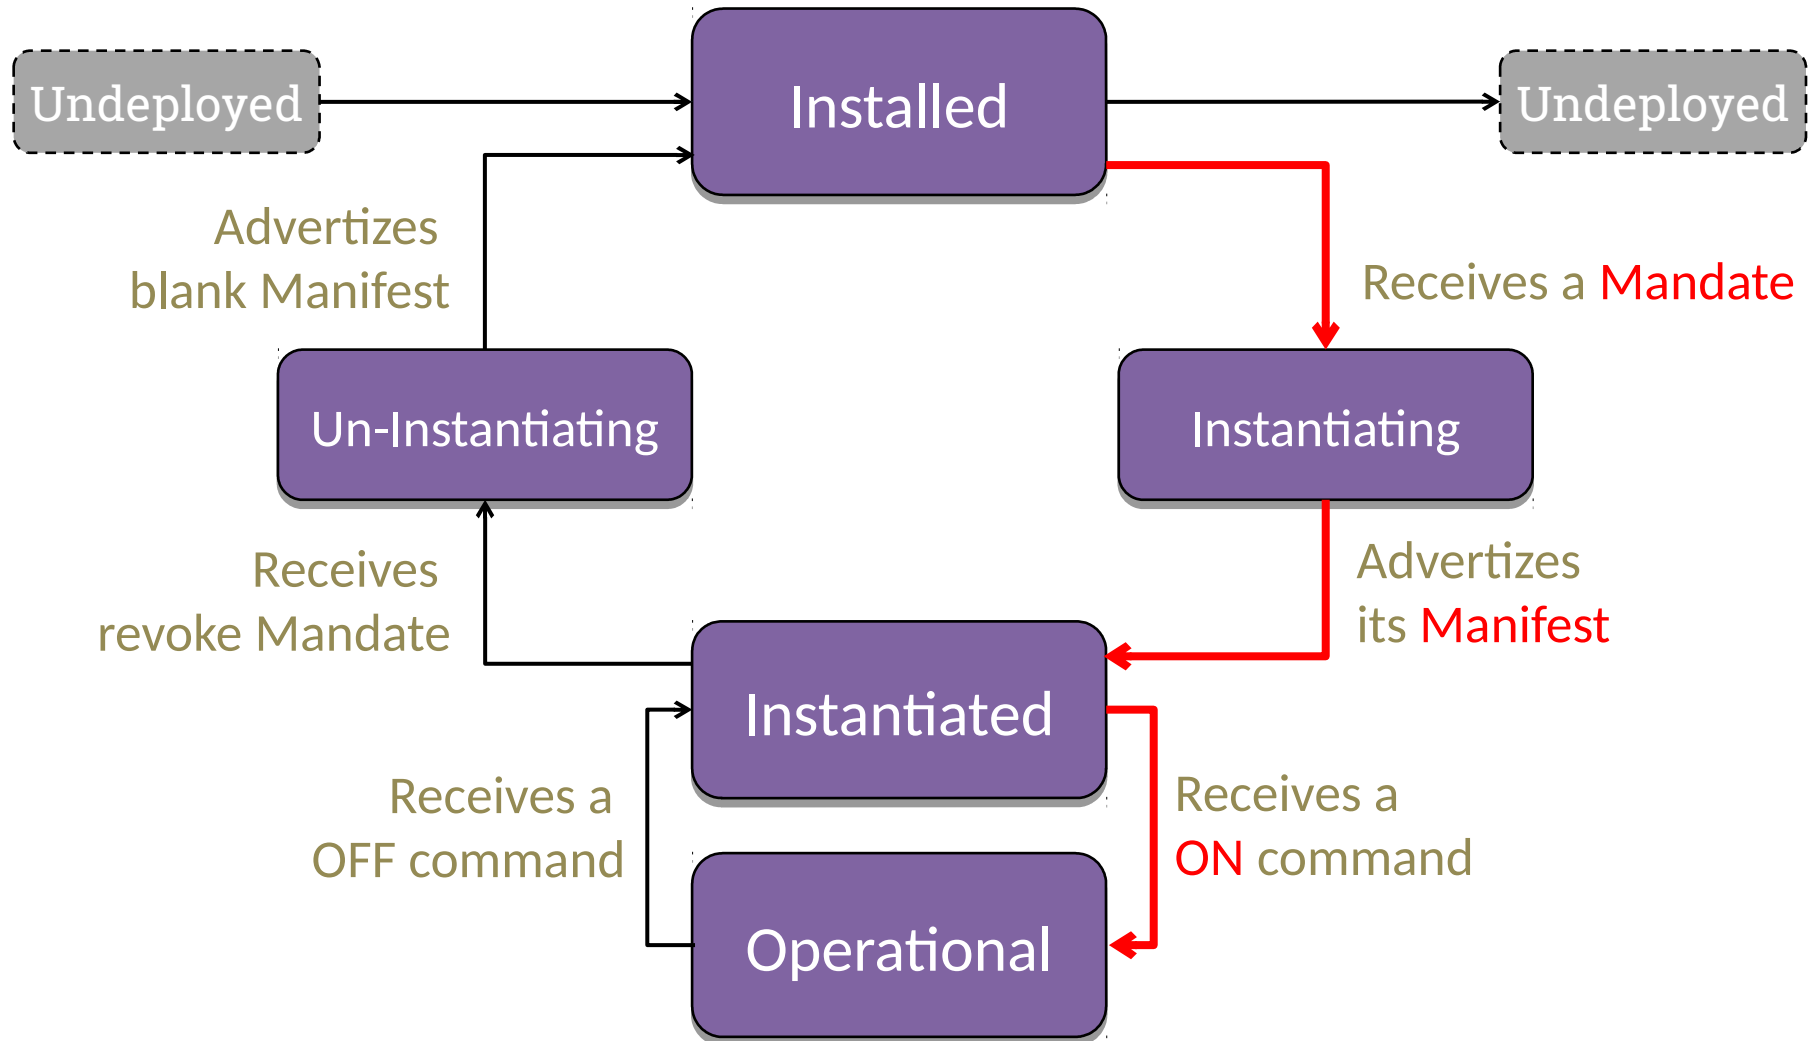 Undeployed
Installed
Undeployed
Advertizes
blank Manifest
Receives a Mandate
Un-Instantiating
Instantiating
Receives
revoke Mandate
Advertizes
its Manifest
Instantiated
Receives a
OFF command
Receives a
ON command
Operational